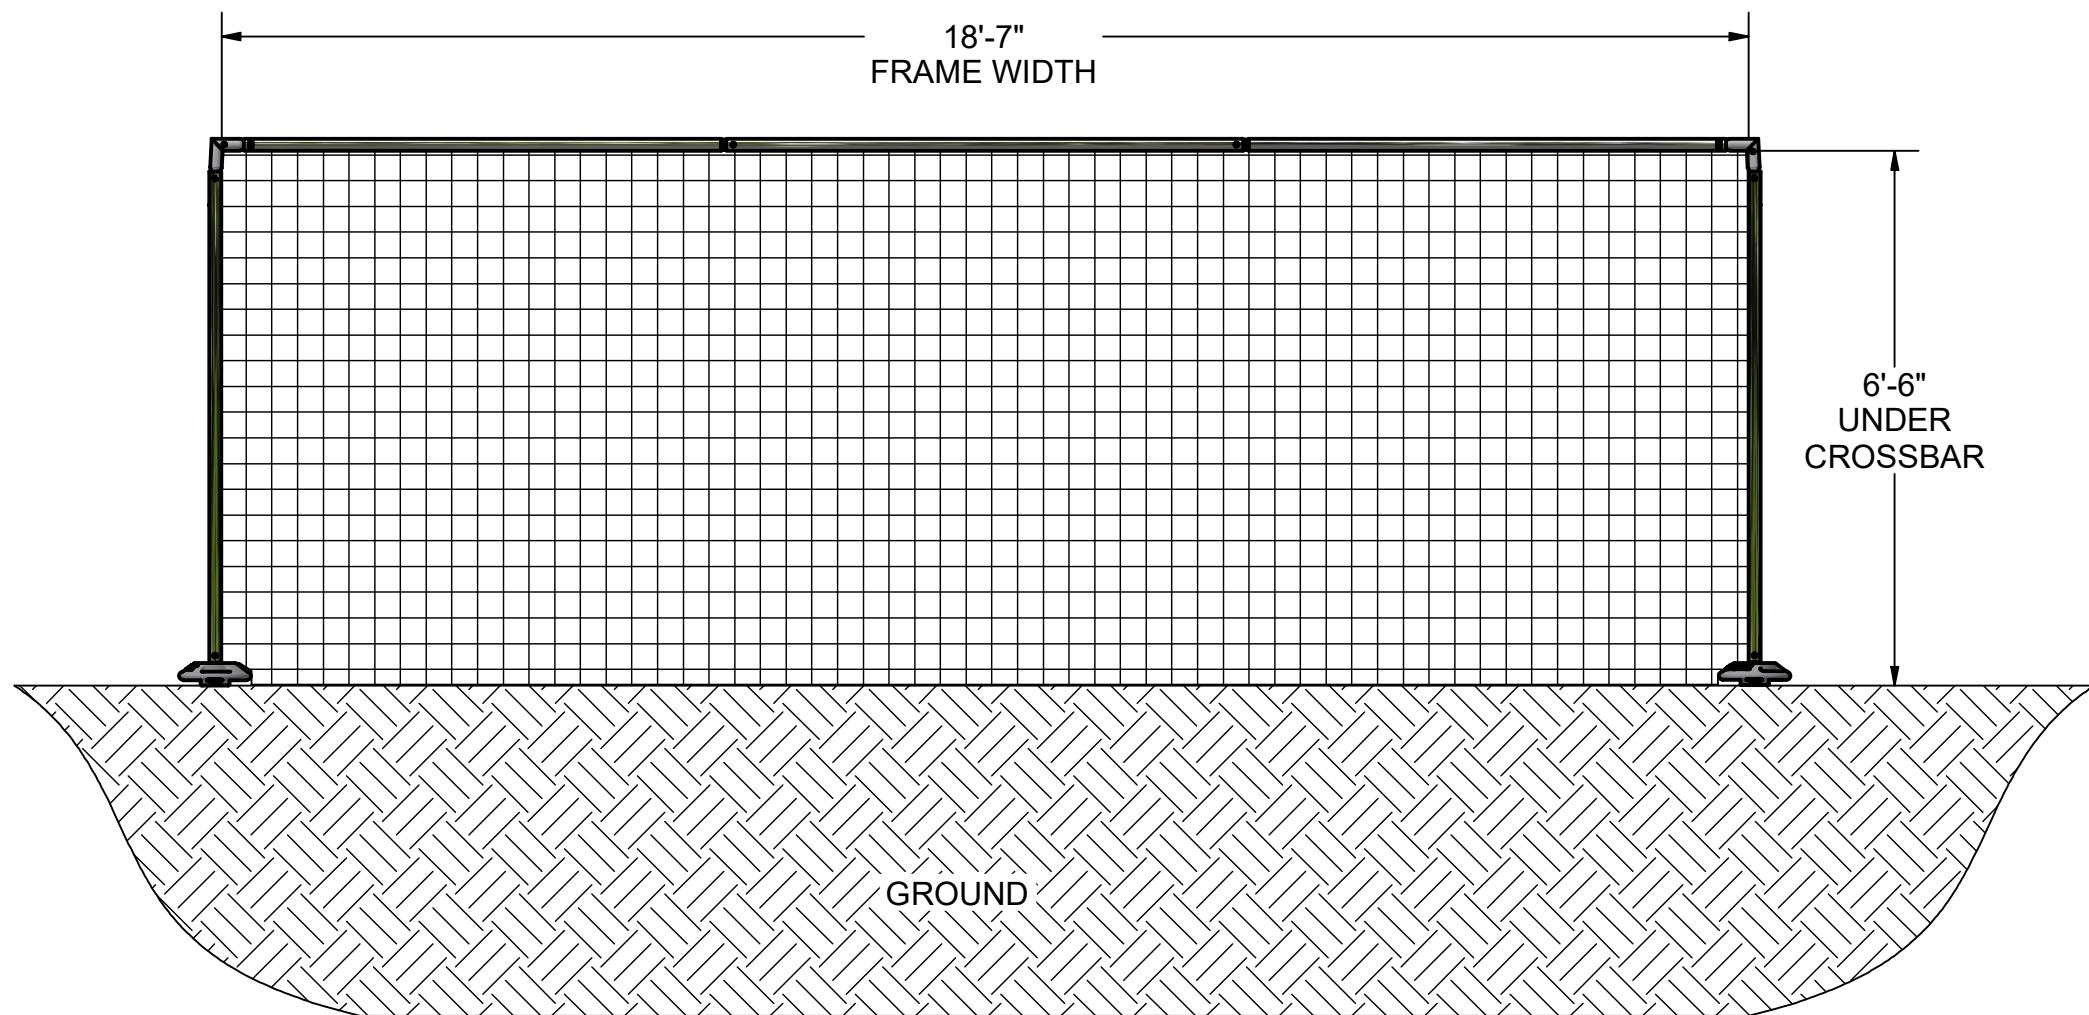 18'-7"
FRAME WIDTH
6'-6"
UNDER
CROSSBAR
GROUND